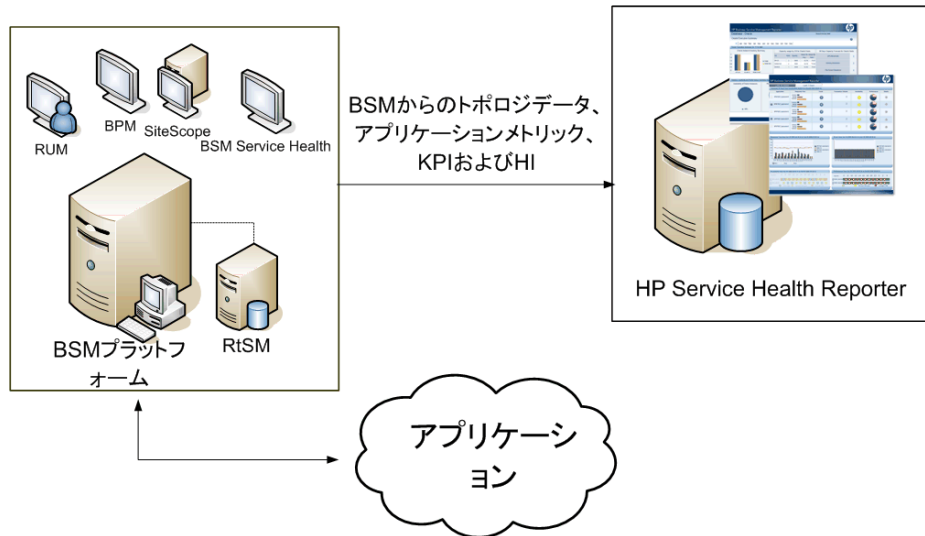 RUM
BPM
SiteScope
BSM Service Health
BSMプラットフ
ォーム
RtSM
BSMからのトポロジデータ、
アプリケーションメトリック、
KPIおよびHI
HP Service Health Reporter
アプリケーシ
ョン